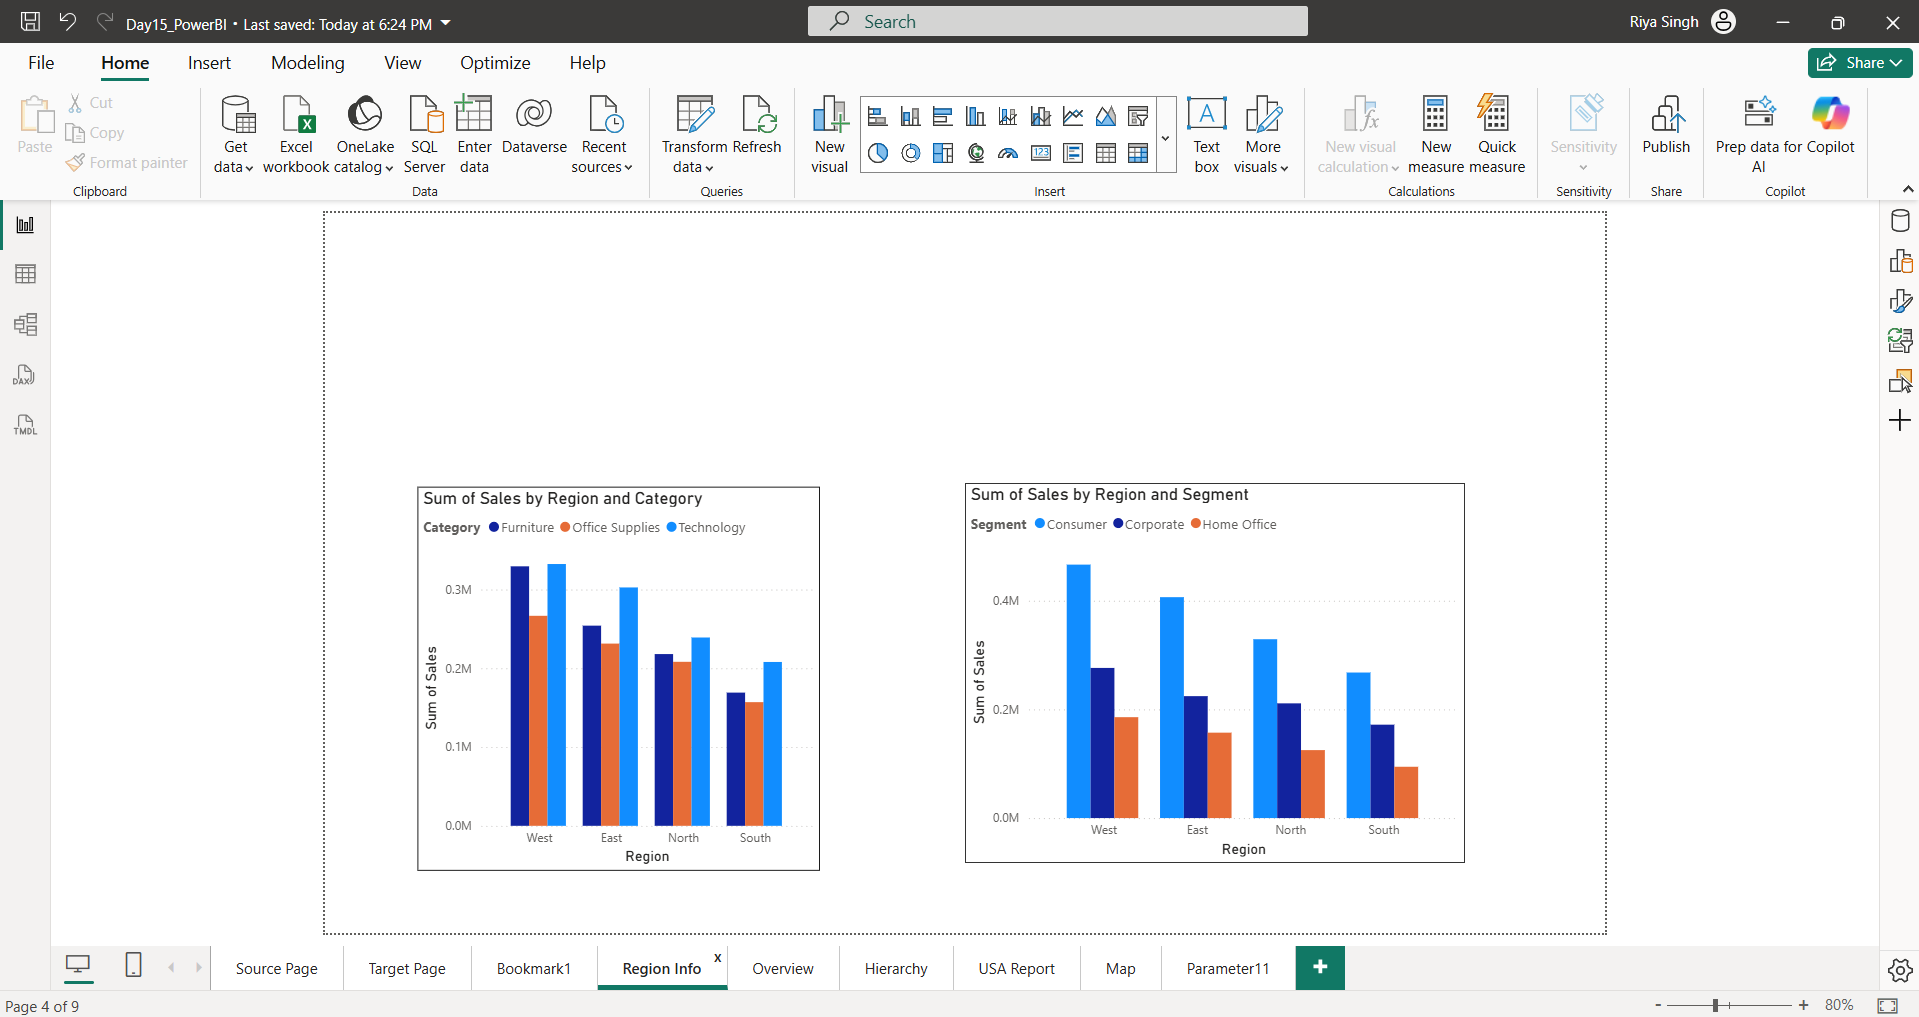 Day15_PowerBI • Last saved: Today at 6:24 PM
Search
Riya Singh
File Home Insert Modeling View Optimize Help
Share
Paste
Cut
Copy
Format painter
Clipboard
Get data
Excel workbook
OneLake catalog
SQL Server
Enter data
Dataverse
Recent sources
Data
Transform data
Refresh
Queries
New visual
123
Text box
More visuals
Insert
New visual calculation
New measure
Quick measure
Calculations
Sensitivity
Sensitivity
Publish
Share
Prep data for AI
Copilot
Copilot
DAX
TMDL
Sum of Sales by Region and Category
Category Furniture Office Supplies Technology
Sum of Sales
0.3M
0.2M
0.1M
0.0M
West East North South
Region
Sum of Sales by Region and Segment
Segment Consumer Corporate Home Office
Sum of Sales
0.4M
0.2M
0.0M
West East North South
Region
Source Page Target Page Bookmark1 Region Info x Overview Hierarchy USA Report Map Parameter11 +
Page 4 of 9
- + 80%